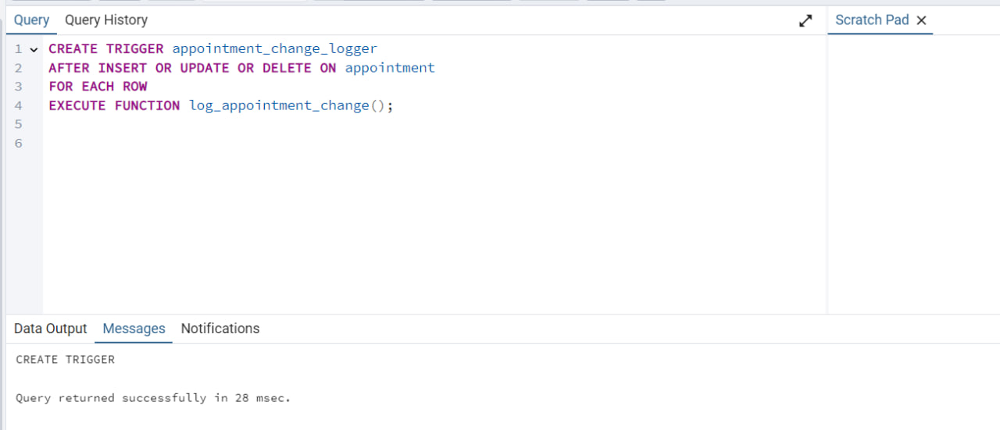 Query Query History Scratch Pad ✕
1 CREATE TRIGGER appointment_change_logger
2 AFTER INSERT OR UPDATE OR DELETE ON appointment
3 FOR EACH ROW
4 EXECUTE FUNCTION log_appointment_change();
5
6
Data Output Messages Notifications
CREATE TRIGGER
Query returned successfully in 28 msec.